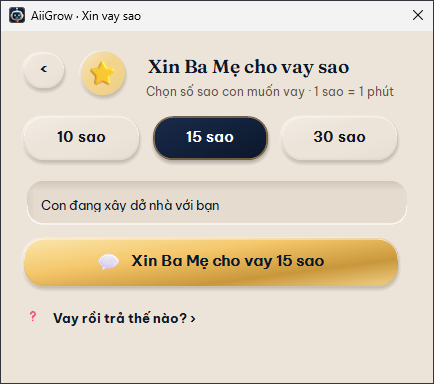 AiiGrow · Xin vay sao
Xin Ba Mẹ cho vay sao
Chọn số sao con muốn vay · 1 sao = 1 phút
10 sao
15 sao
30 sao
Con đang xây dở nhà với bạn
Xin Ba Mẹ cho vay 15 sao
? Vay rồi trả thế nào? ›